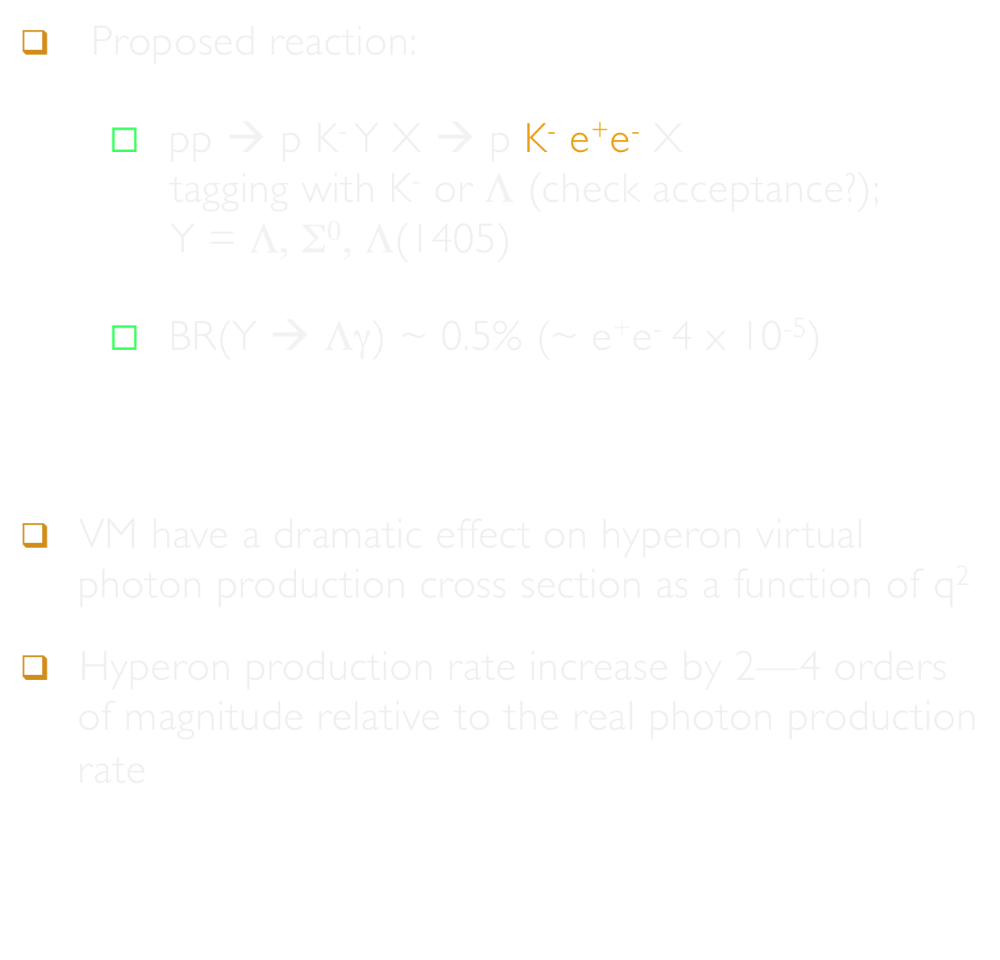 ❑ Proposed reaction:
□ pp → p K⁻ Y X → p K⁻ e⁺e⁻ X
tagging with K⁻ or Λ (check acceptance?);
Y = Λ, Σ⁰, Λ(1405)
□ BR(Y → Λγ) ~ 0.5% (~ e⁺e⁻ 4 x 10⁻⁵)
❑ VM have a dramatic effect on hyperon virtual
photon production cross section as a function of q²
❑ Hyperon production rate increase by 2—4 orders
of magnitude relative to the real photon production
rate